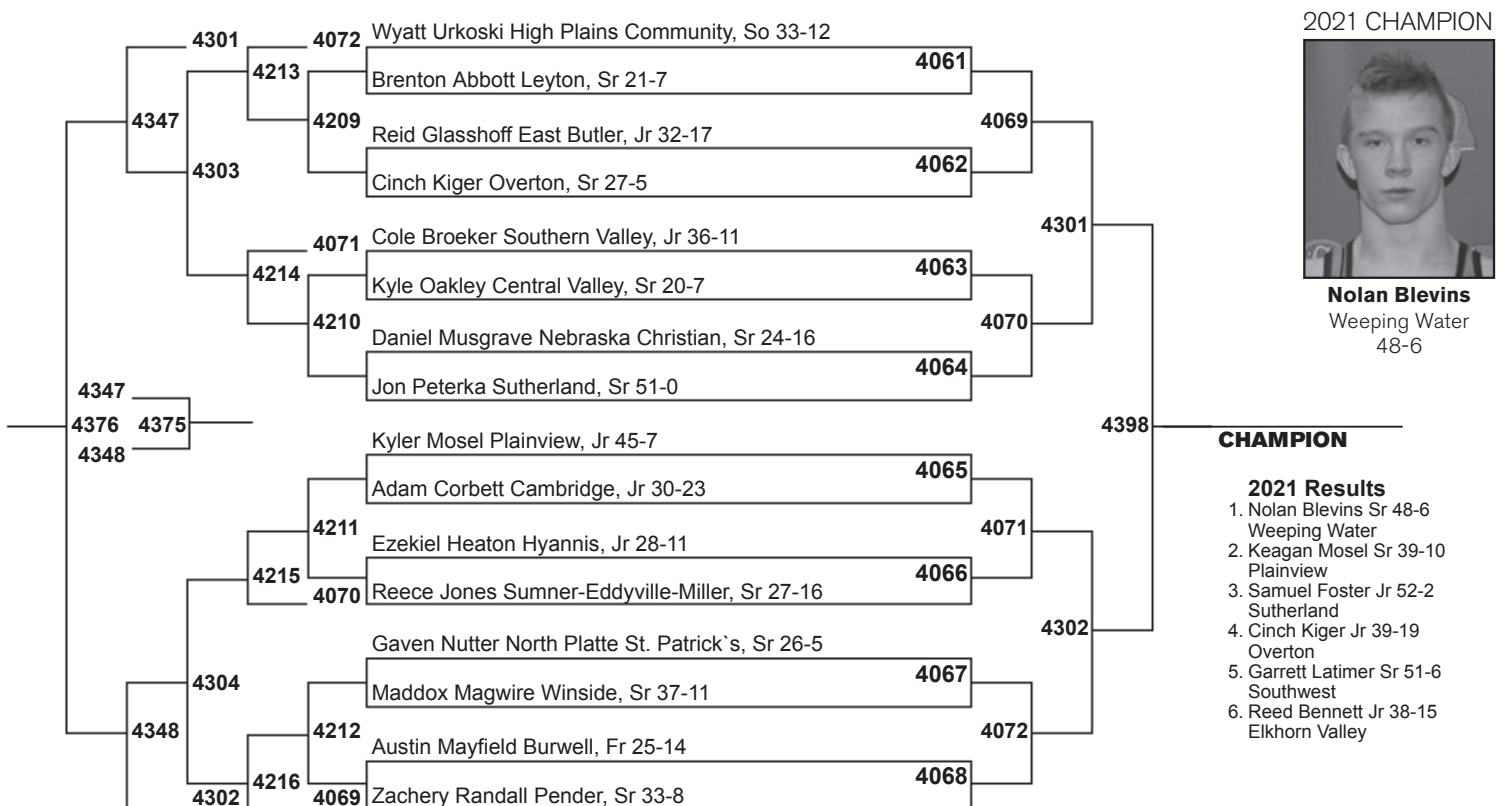 2021 CHAMPION
4301
4072
Wyatt Urkoski High Plains Community, So 33-12
4061
4213
Brenton Abbott Leyton, Sr 21-7
4347
4209
Reid Glasshoff East Butler, Jr 32-17
4069
4303
4062
Cinch Kiger Overton, Sr 27-5
4071
Cole Broeker Southern Valley, Jr 36-11
4301
4063
4214
Kyle Oakley Central Valley, Sr 20-7
4210
Daniel Musgrave Nebraska Christian, Sr 24-16
4070
4064
Jon Peterka Sutherland, Sr 51-0
Nolan Blevins
Weeping Water
48-6
4347
4376
4375
4348
4398
CHAMPION
Kyler Mosel Plainview, Jr 45-7
4065
Adam Corbett Cambridge, Jr 30-23
4211
Ezekiel Heaton Hyannis, Jr 28-11
4071
4066
4215
4070
Reece Jones Sumner-Eddyville-Miller, Sr 27-16
4302
Gaven Nutter North Platte St. Patrick`s, Sr 26-5
4067
4304
Maddox Magwire Winside, Sr 37-11
4348
4212
Austin Mayfield Burwell, Fr 25-14
4072
4068
4216
4302
4069
Zachery Randall Pender, Sr 33-8
2021 Results
1. Nolan Blevins Sr 48-6
Weeping Water
2. Keagan Mosel Sr 39-10
Plainview
3. Samuel Foster Jr 52-2
Sutherland
4. Cinch Kiger Jr 39-19
Overton
5. Garrett Latimer Sr 51-6
Southwest
6. Reed Bennett Jr 38-15
Elkhorn Valley